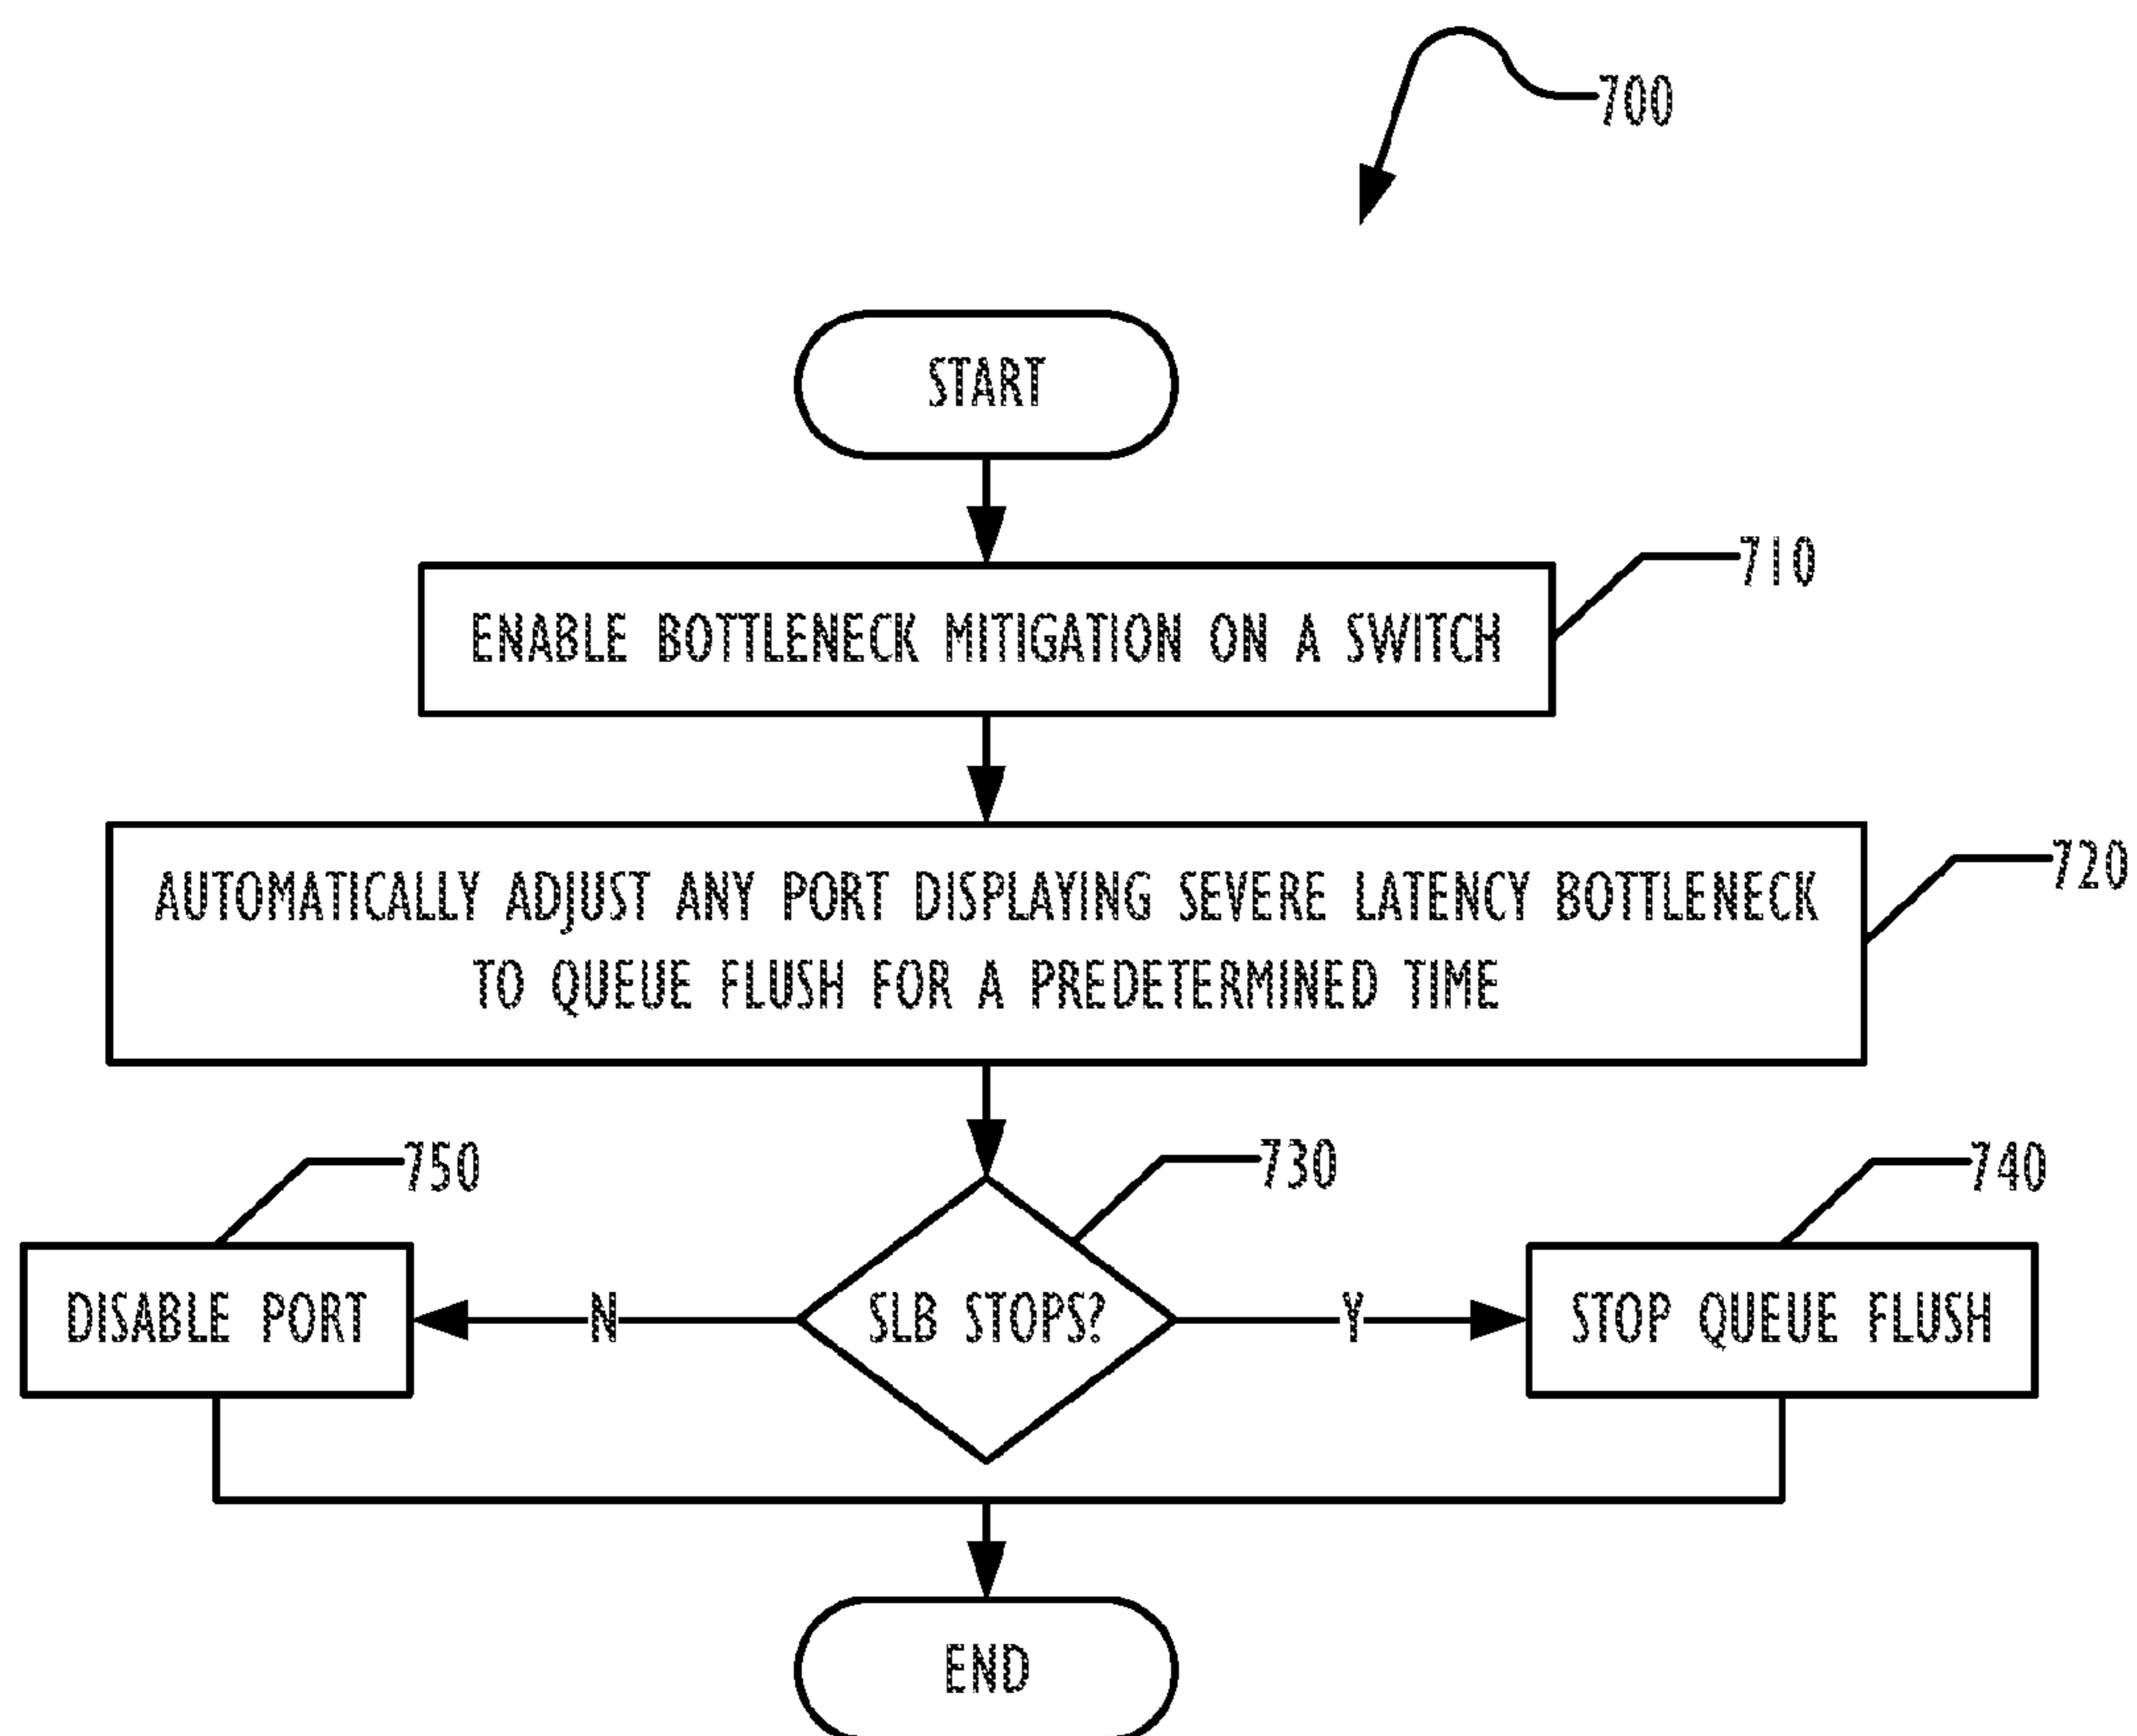 700
START
710
ENABLE BOTTLENECK MITIGATION ON A SWITCH
720
AUTOMATICALLY ADJUST ANY PORT DISPLAYING SEVERE LATENCY BOTTLENECK
TO QUEUE FLUSH FOR A PREDETERMINED TIME
750
730
740
DISABLE PORT
N
SLB STOPS?
Y
STOP QUEUE FLUSH
END